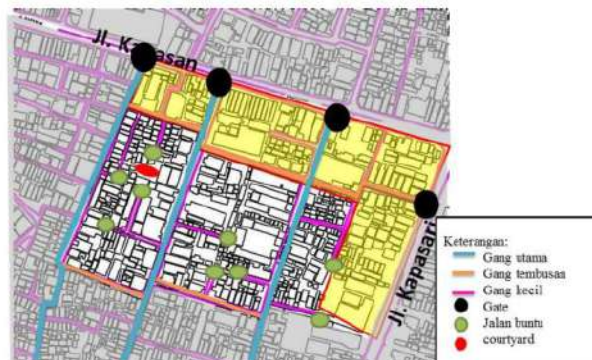 Jl. Kapasan
Jl. Kapasari
Keterangan:
Gang utama
Gang tembusan
Gang kecil
Gate
Jalan buntu
courtyard